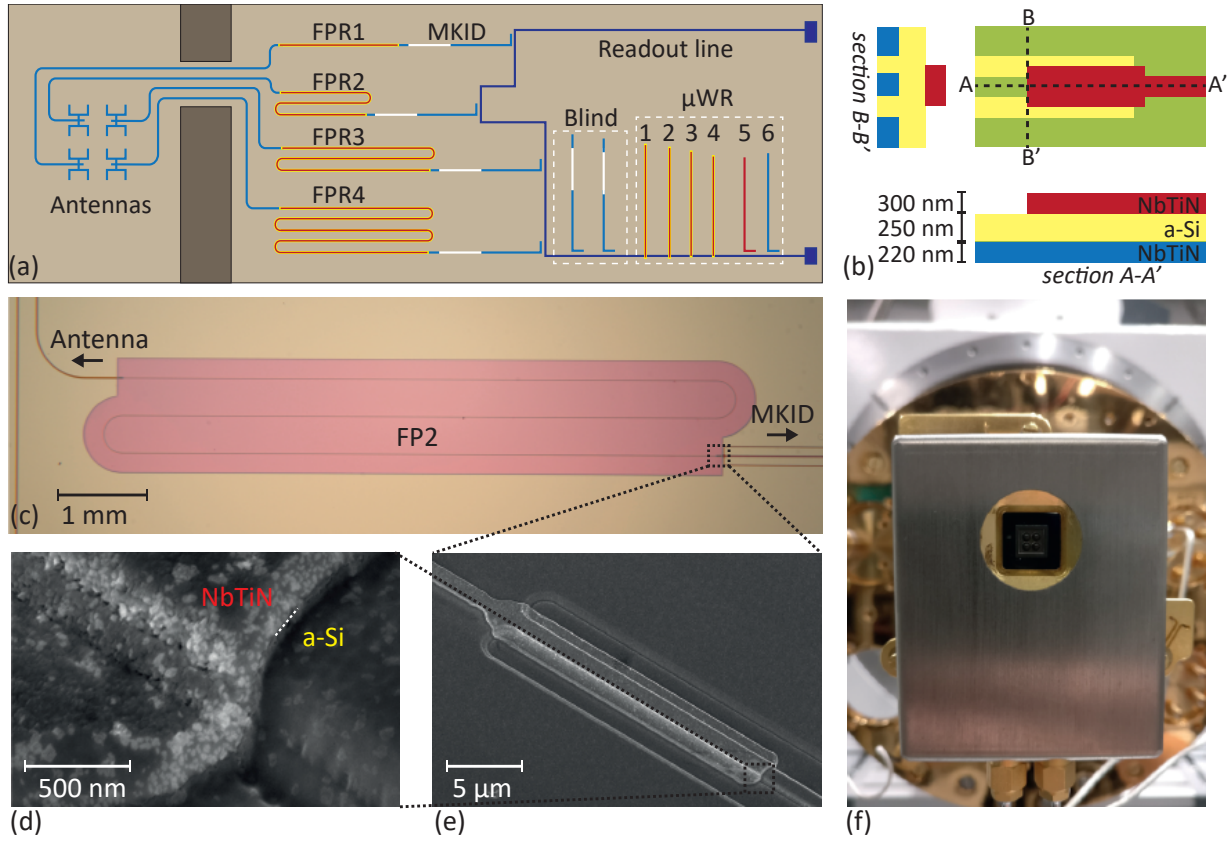 FPR1
MKID
Readout line
FPR2
FPR3
FPR4
Antennas
Blind
μWR
1 2 3 4 5 6
(a)
section B-B'
B
A
A'
B'
300 nm
250 nm
220 nm
NbTiN
a-Si
NbTiN
section A-A'
(b)
Antenna
FP2
MKID
1 mm
(c)
NbTiN
a-Si
500 nm
(d)
5 μm
(e)
(f)